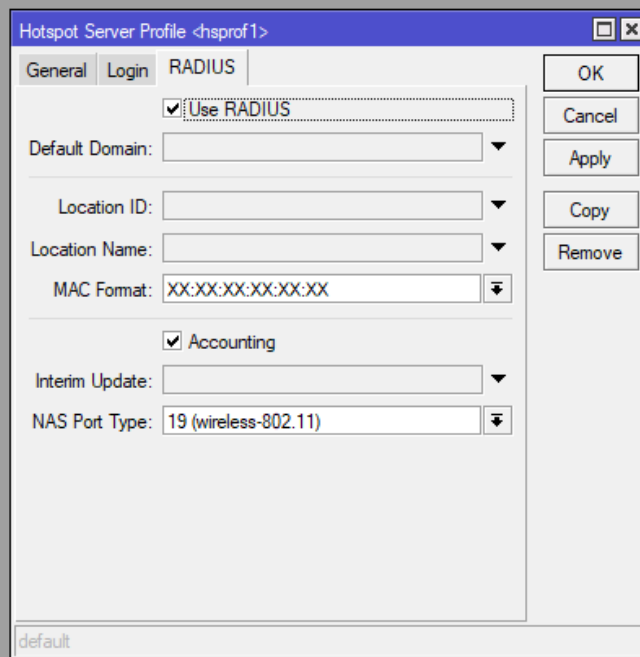 Hotspot Server Profile <hsprof1>
General Login RADIUS
Use RADIUS
Default Domain:
Location ID:
Location Name:
MAC Format: XX:XX:XX:XX:XX:XX
Accounting
Interim Update:
NAS Port Type: 19 (wireless-802.11)
OK
Cancel
Apply
Copy
Remove
default